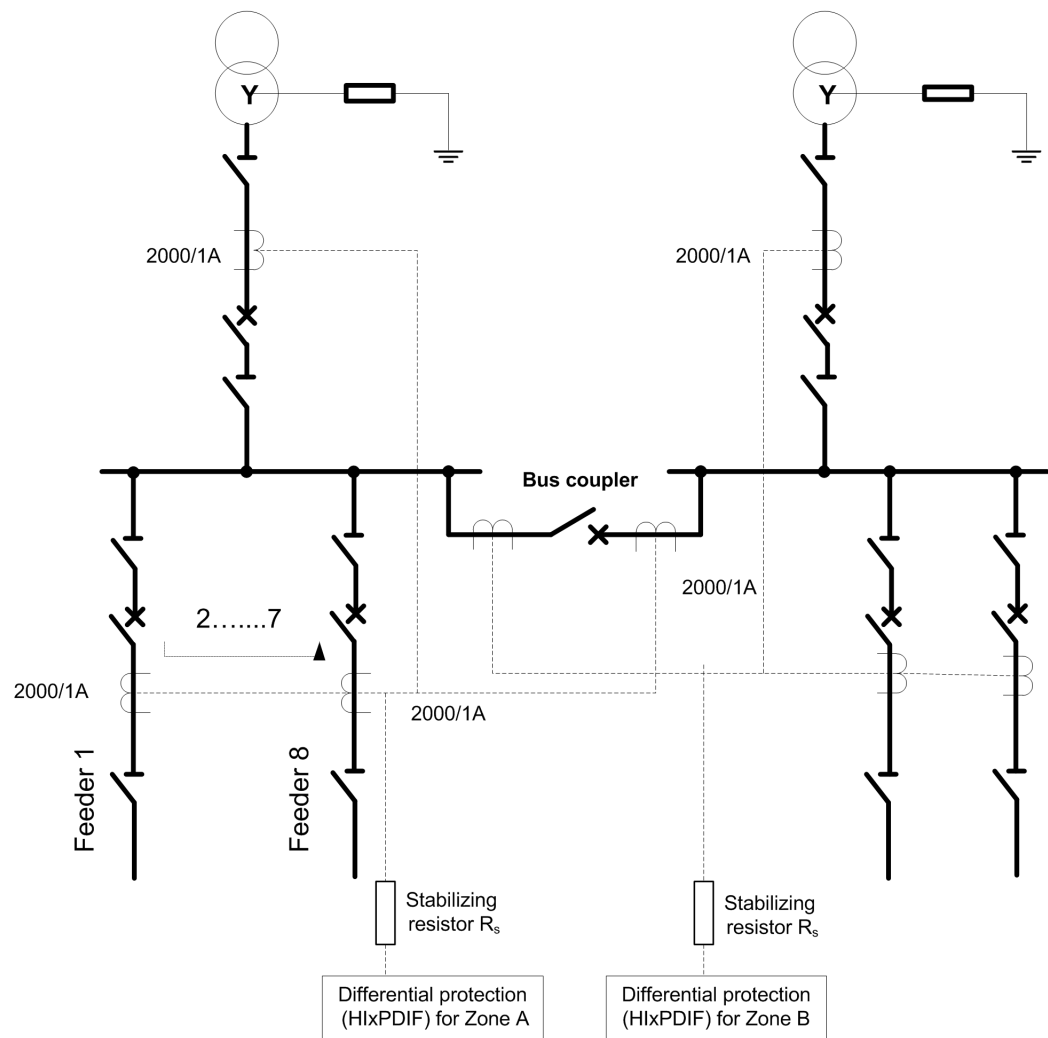 Y
Y
2000/1A
2000/1A
Bus coupler
2000/1A
2…....7
2000/1A
2000/1A
Feeder 1
Feeder 8
Stabilizing
resistor Rs
Stabilizing
resistor Rs
Differential protection
(HIxPDIF) for Zone A
Differential protection
(HIxPDIF) for Zone B